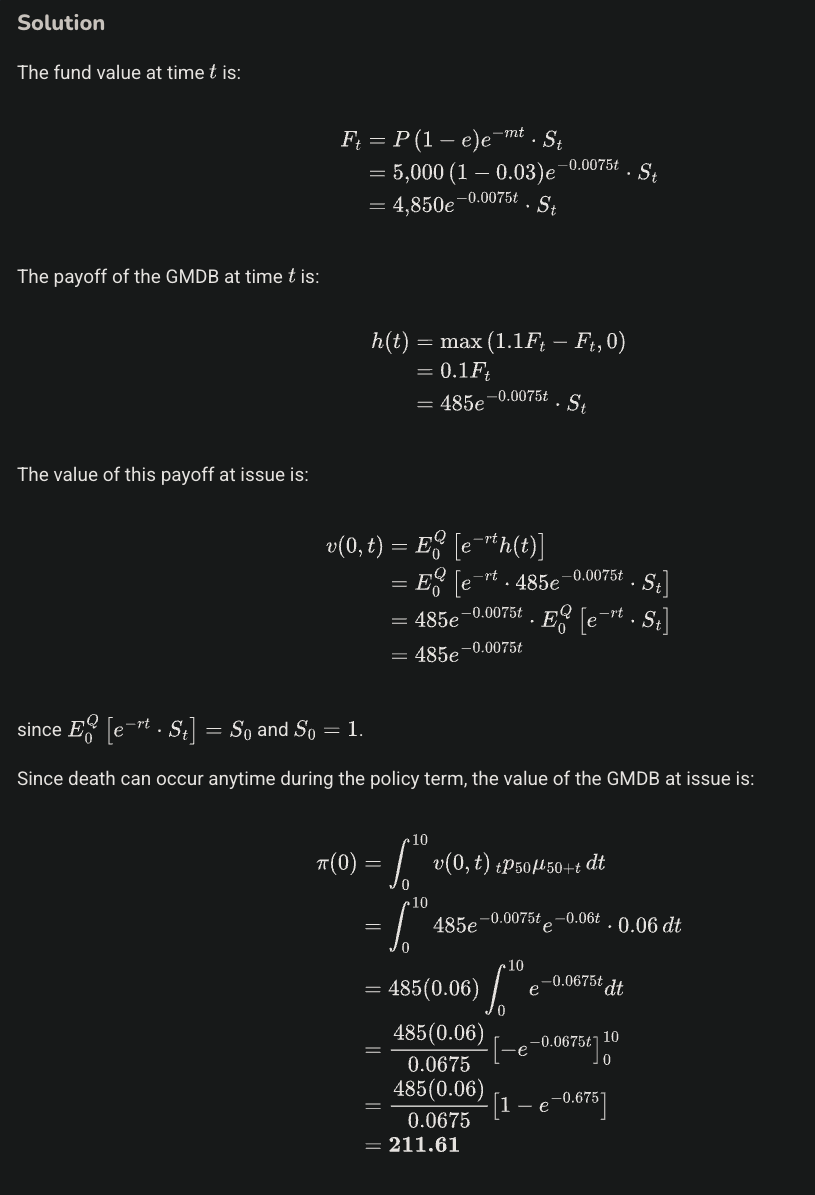 Solution
The fund value at time t is:
F_t = P (1 − e)e^{−mt} · S_t
= 5,000 (1 − 0.03)e^{−0.0075t} · S_t
= 4,850e^{−0.0075t} · S_t
The payoff of the GMDB at time t is:
h(t) = max (1.1F_t − F_t, 0)
= 0.1F_t
= 485e^{−0.0075t} · S_t
The value of this payoff at issue is:
v(0, t) = E_0^Q [e^{−rt}h(t)]
= E_0^Q [e^{−rt} · 485e^{−0.0075t} · S_t]
= 485e^{−0.0075t} · E_0^Q [e^{−rt} · S_t]
= 485e^{−0.0075t}
since E_0^Q [e^{−rt} · S_t] = S_0 and S_0 = 1.
Since death can occur anytime during the policy term, the value of the GMDB at issue is:
π(0) = ∫_0^{10} v(0, t) _tp_{50}μ_{50+t} dt
= ∫_0^{10} 485e^{−0.0075t}e^{−0.06t} · 0.06 dt
= 485(0.06) ∫_0^{10} e^{−0.0675t}dt
= \frac{485(0.06)}{0.0675} [−e^{−0.0675t}]_0^{10}
= \frac{485(0.06)}{0.0675} [1 − e^{−0.675}]
= 211.61